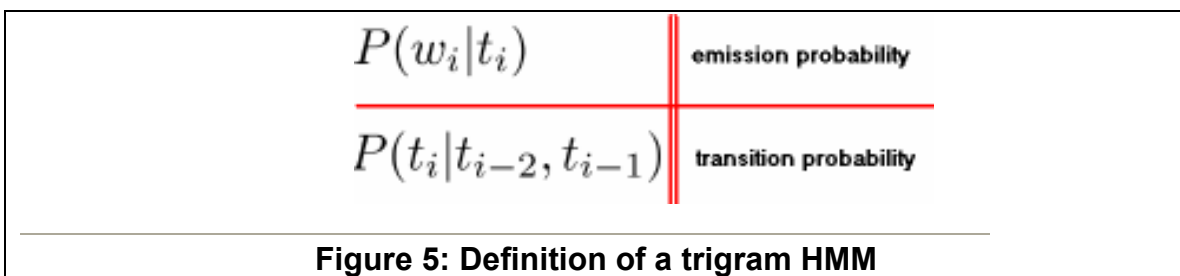 P(w_i|t_i) emission probability
P(t_i|t_{i-2}, t_{i-1}) transition probability
Figure 5: Definition of a trigram HMM